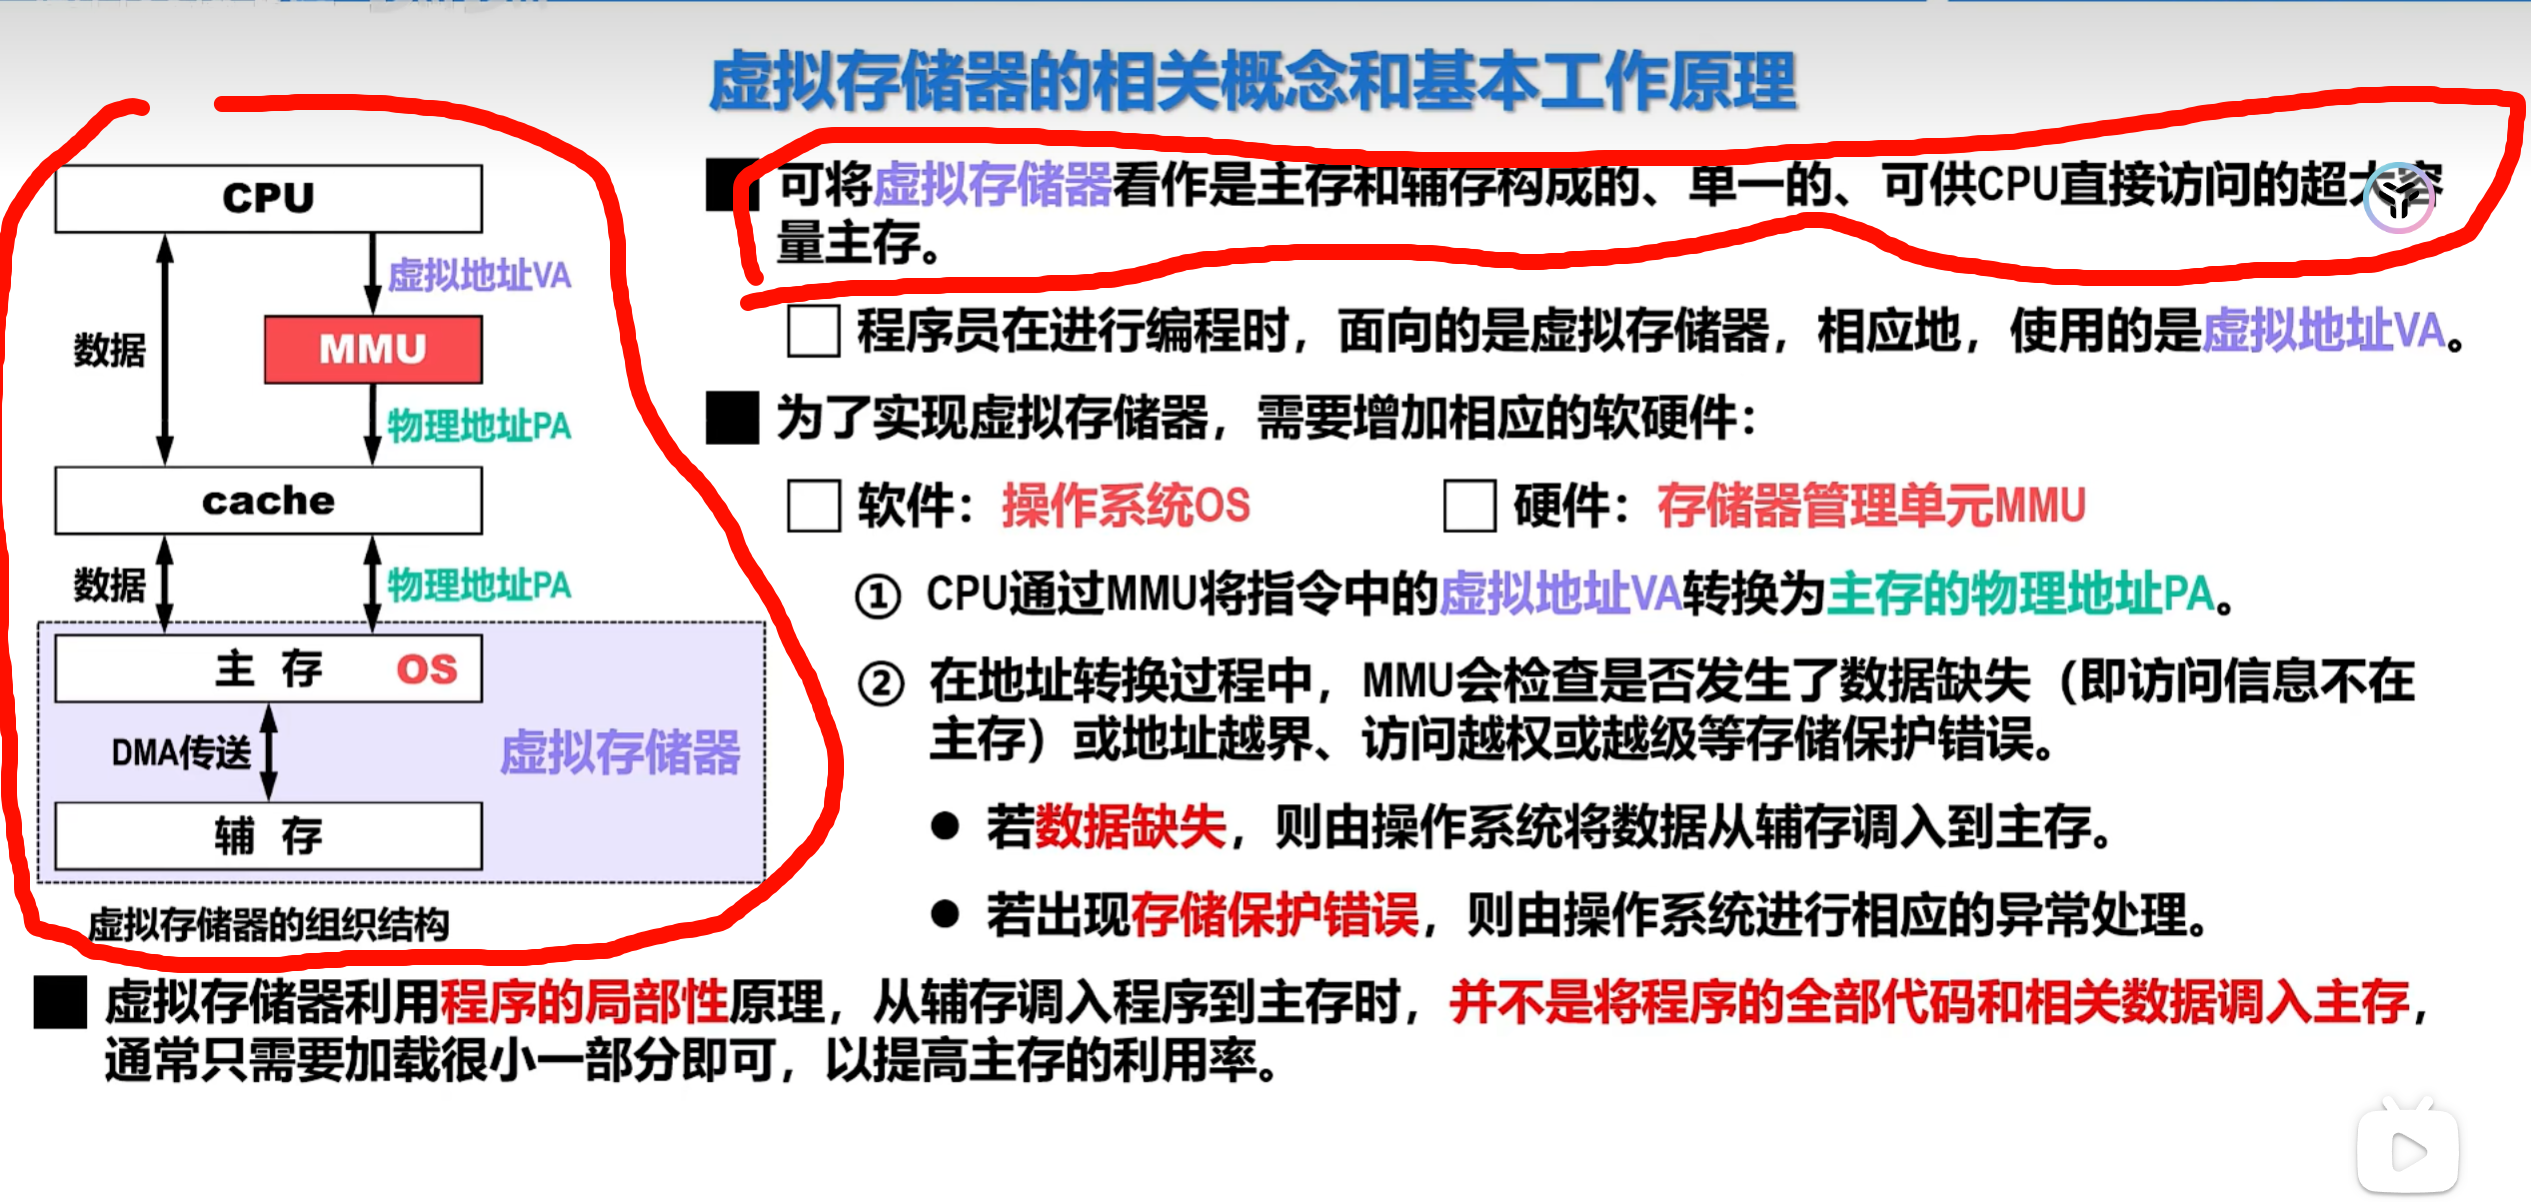 虚拟存储器的相关概念和基本工作原理
CPU
虚拟地址VA
数据
MMU
物理地址PA
cache
数据
物理地址PA
主 存 OS
DMA传送
虚拟存储器
辅 存
虚拟存储器的组织结构
可将虚拟存储器看作是主存和辅存构成的、单一的、可供CPU直接访问的超大容
量主存。
程序员在进行编程时，面向的是虚拟存储器，相应地，使用的是虚拟地址VA。
为了实现虚拟存储器，需要增加相应的软硬件：
软件：操作系统OS
硬件：存储器管理单元MMU
① CPU通过MMU将指令中的虚拟地址VA转换为主存的物理地址PA。
② 在地址转换过程中，MMU会检查是否发生了数据缺失（即访问信息不在
主存）或地址越界、访问越权或越级等存储保护错误。
● 若数据缺失，则由操作系统将数据从辅存调入到主存。
● 若出现存储保护错误，则由操作系统进行相应的异常处理。
虚拟存储器利用程序的局部性原理，从辅存调入程序到主存时，并不是将程序的全部代码和相关数据调入主存，
通常只需要加载很小一部分即可，以提高主存的利用率。